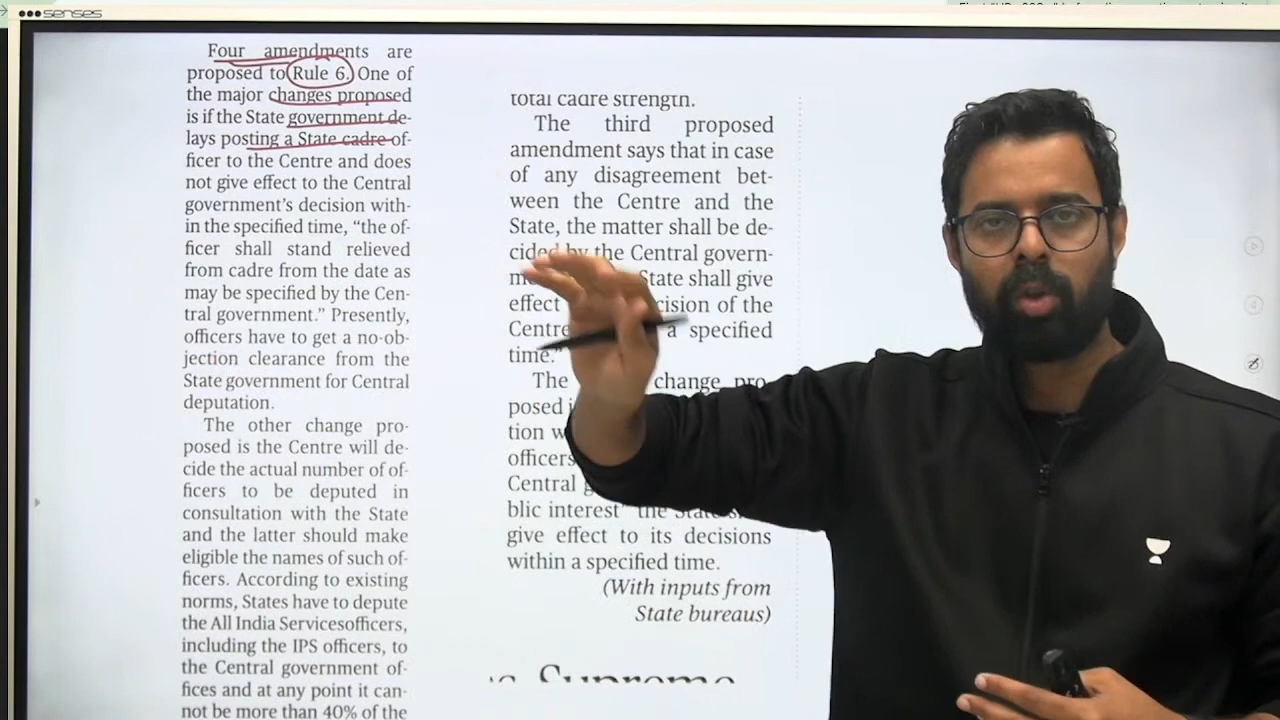 senses
Four amendments are
proposed to Rule 6. One of
the major changes proposed
is if the State government de-
lays posting a State cadre of-
ficer to the Centre and does
not give effect to the Central
government’s decision with-
in the specified time, “the of-
ficer shall stand relieved
from cadre from the date as
may be specified by the Cen-
tral government.” Presently,
officers have to get a no-ob-
jection clearance from the
State government for Central
deputation.
The other change pro-
posed is the Centre will de-
cide the actual number of of-
ficers to be deputed in
consultation with the State
and the latter should make
eligible the names of such of-
ficers. According to existing
norms, States have to depute
the All India Servicesofficers,
including the IPS officers, to
the Central government of-
fices and at any point it can-
not be more than 40% of the
total cadre strength.
The third proposed
amendment says that in case
of any disagreement bet-
ween the Centre and the
State, the matter shall be de-
cided by the Central govern-
State shall give
effect cision of the
Centre a specified
time.”
The change pro-
posed
tion
officers
Central
blic interest” the State
give effect to its decisions
within a specified time.
(With inputs from
State bureaus)
Supreme